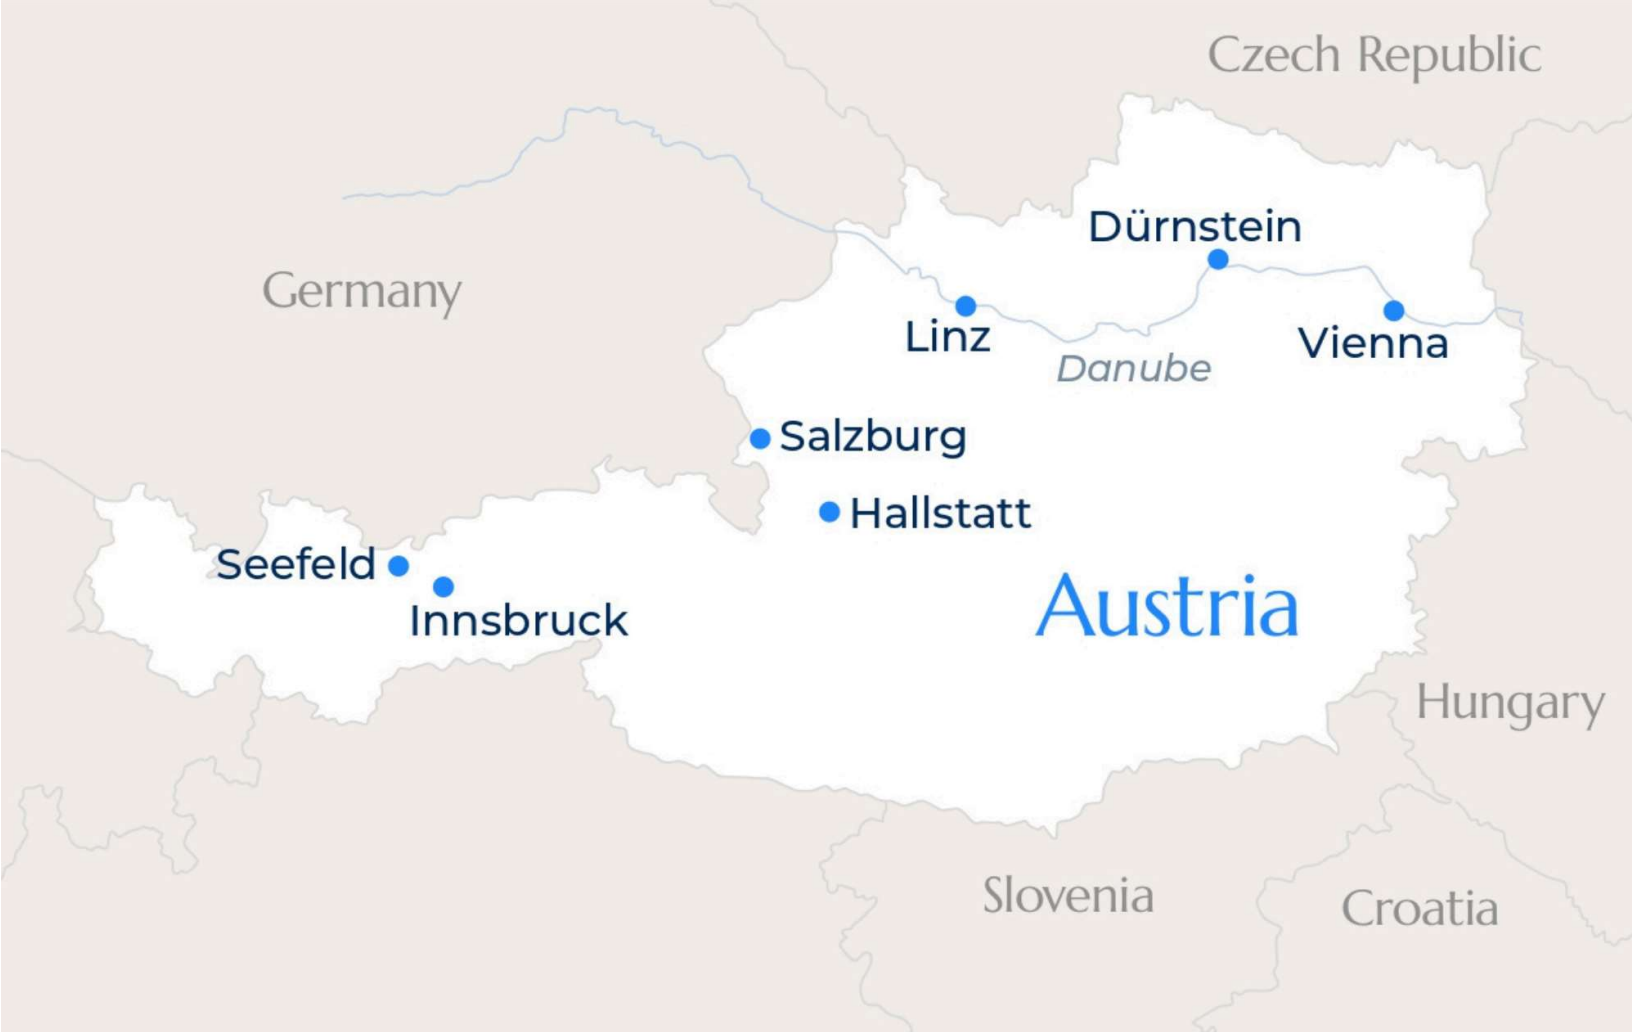 Czech Republic
Dürnstein
Germany
Linz
Vienna
Danube
Salzburg
Hallstatt
Seefeld
Innsbruck
Austria
Hungary
Slovenia
Croatia